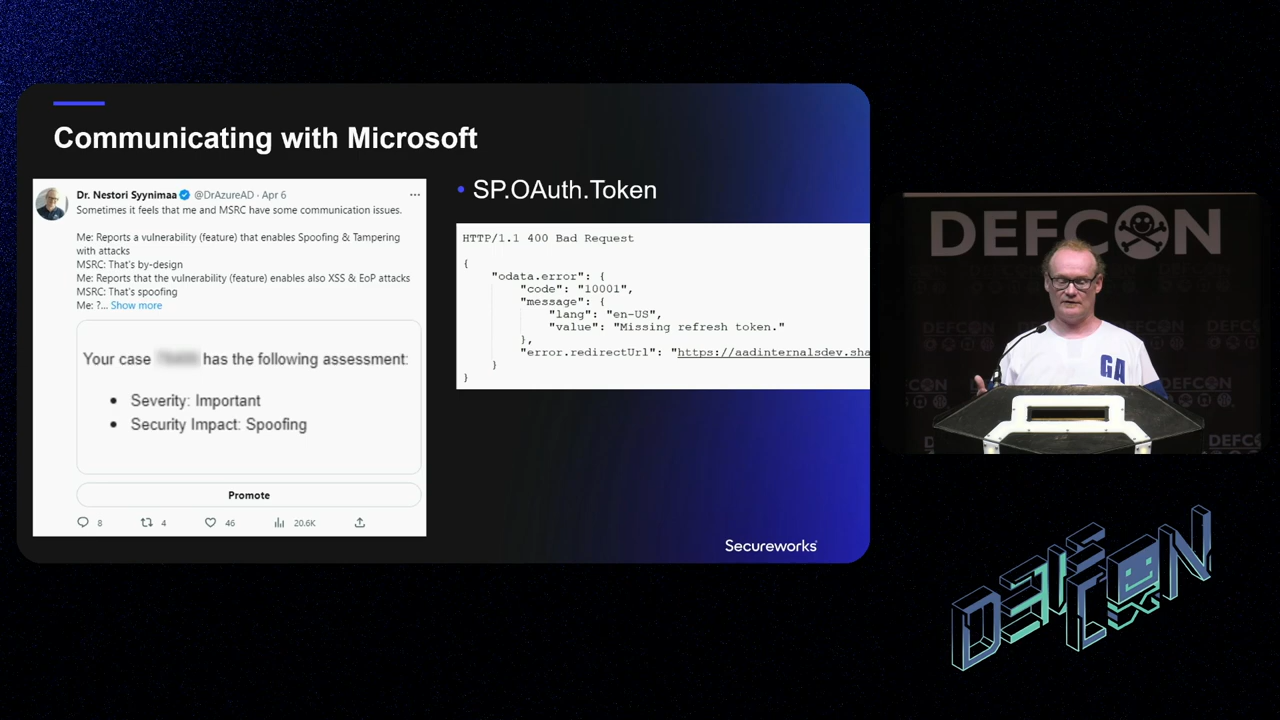 Communicating with Microsoft
Dr. Nestori Syynimaa @DrAzureAD · Apr 6
Sometimes it feels that me and MSRC have some communication issues.
Me: Reports a vulnerability (feature) that enables Spoofing & Tampering
with attacks
MSRC: That's by-design
Me: Reports that the vulnerability (feature) enables also XSS & EoP attacks
MSRC: That's spoofing
Me: ?... Show more
Your case has the following assessment:
• Severity: Important
• Security Impact: Spoofing
Promote
8 4 46 20.6K
• SP.OAuth.Token
HTTP/1.1 400 Bad Request
{
"odata.error": {
"code": "10001",
"message": {
"lang": "en-US",
"value": "Missing refresh token."
},
"error.redirectUrl": "https://aadinternalsdev.sha
}
}
Secureworks
DEFCON
GA
DEFCON
DEFCON
DEFCON